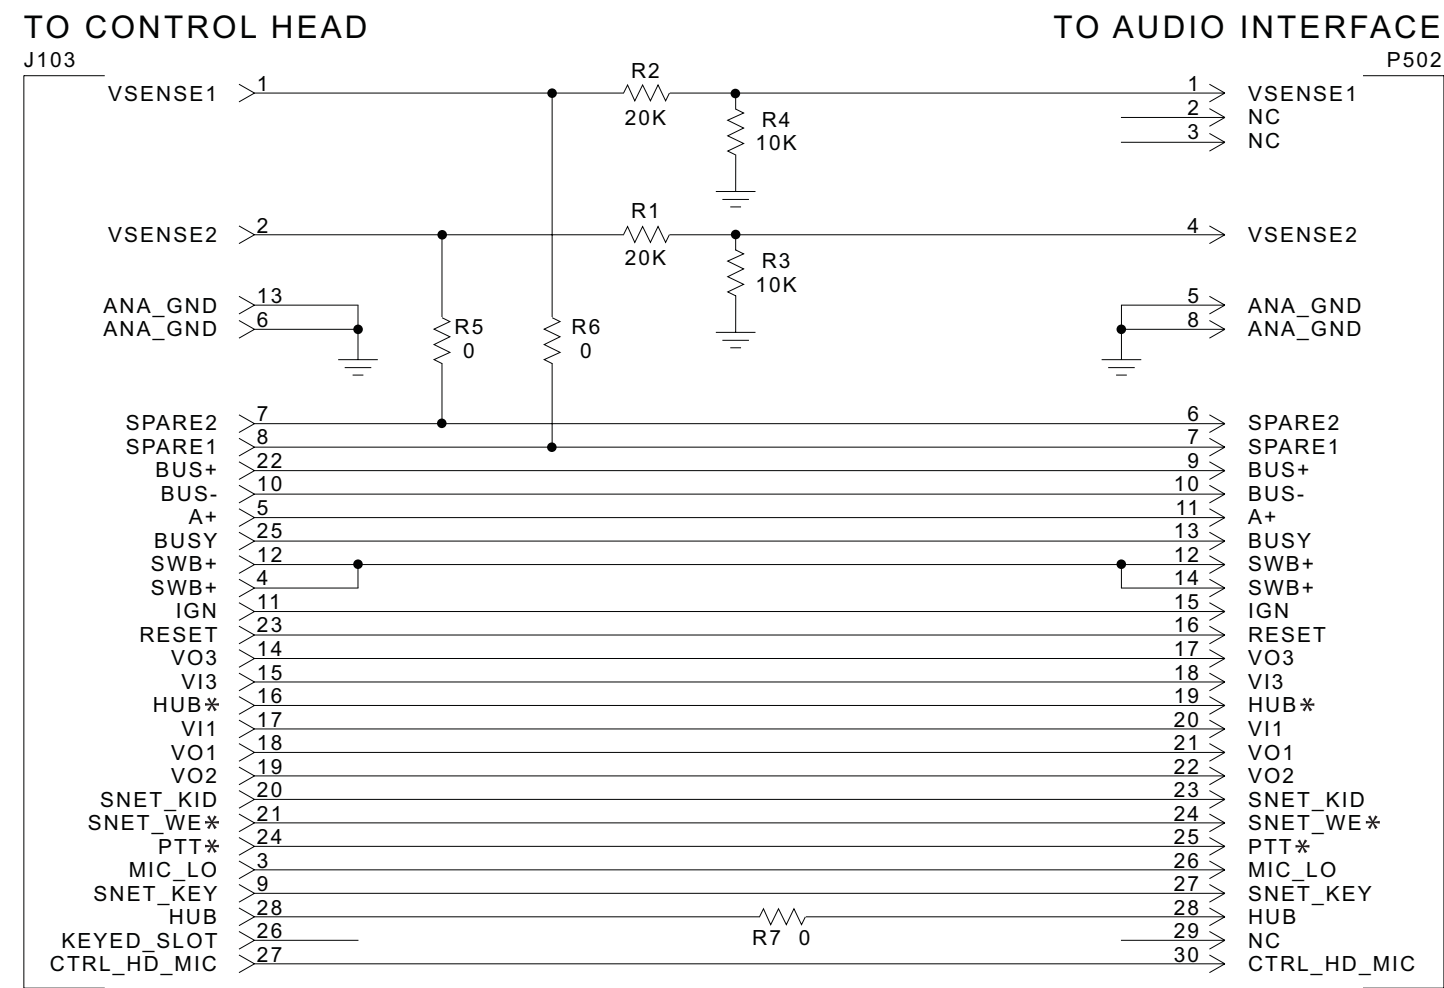 TO CONTROL HEAD TO AUDIO INTERFACE
J103 P502
R2
VSENSE1 1 1 VSENSE1
20K 2 NC
R4
10K 3 NC
R1
VSENSE2 2 4 VSENSE2
20K
R3
10K
ANA_GND 13 5 ANA_GND
ANA_GND 6 8 ANA_GND
R5 R6
0 0
SPARE2 7 6 SPARE2
SPARE1 8 7 SPARE1
BUS+ 22 9 BUS+
BUS- 10 10 BUS-
A+ 5 11 A+
BUSY 25 13 BUSY
SWB+ 12 12 SWB+
SWB+ 4 14 SWB+
IGN 11 15 IGN
RESET 23 16 RESET
VO3 14 17 VO3
VI3 15 18 VI3
HUB* 16 19 HUB*
VI1 17 20 VI1
VO1 18 21 VO1
VO2 19 22 VO2
SNET_KID 20 23 SNET_KID
SNET_WE* 21 24 SNET_WE*
PTT* 24 25 PTT*
MIC_LO 3 26 MIC_LO
SNET_KEY 9 27 SNET_KEY
HUB 28 28 HUB
KEYED_SLOT 26 R7 0 29 NC
CTRL_HD_MIC 27 30 CTRL_HD_MIC